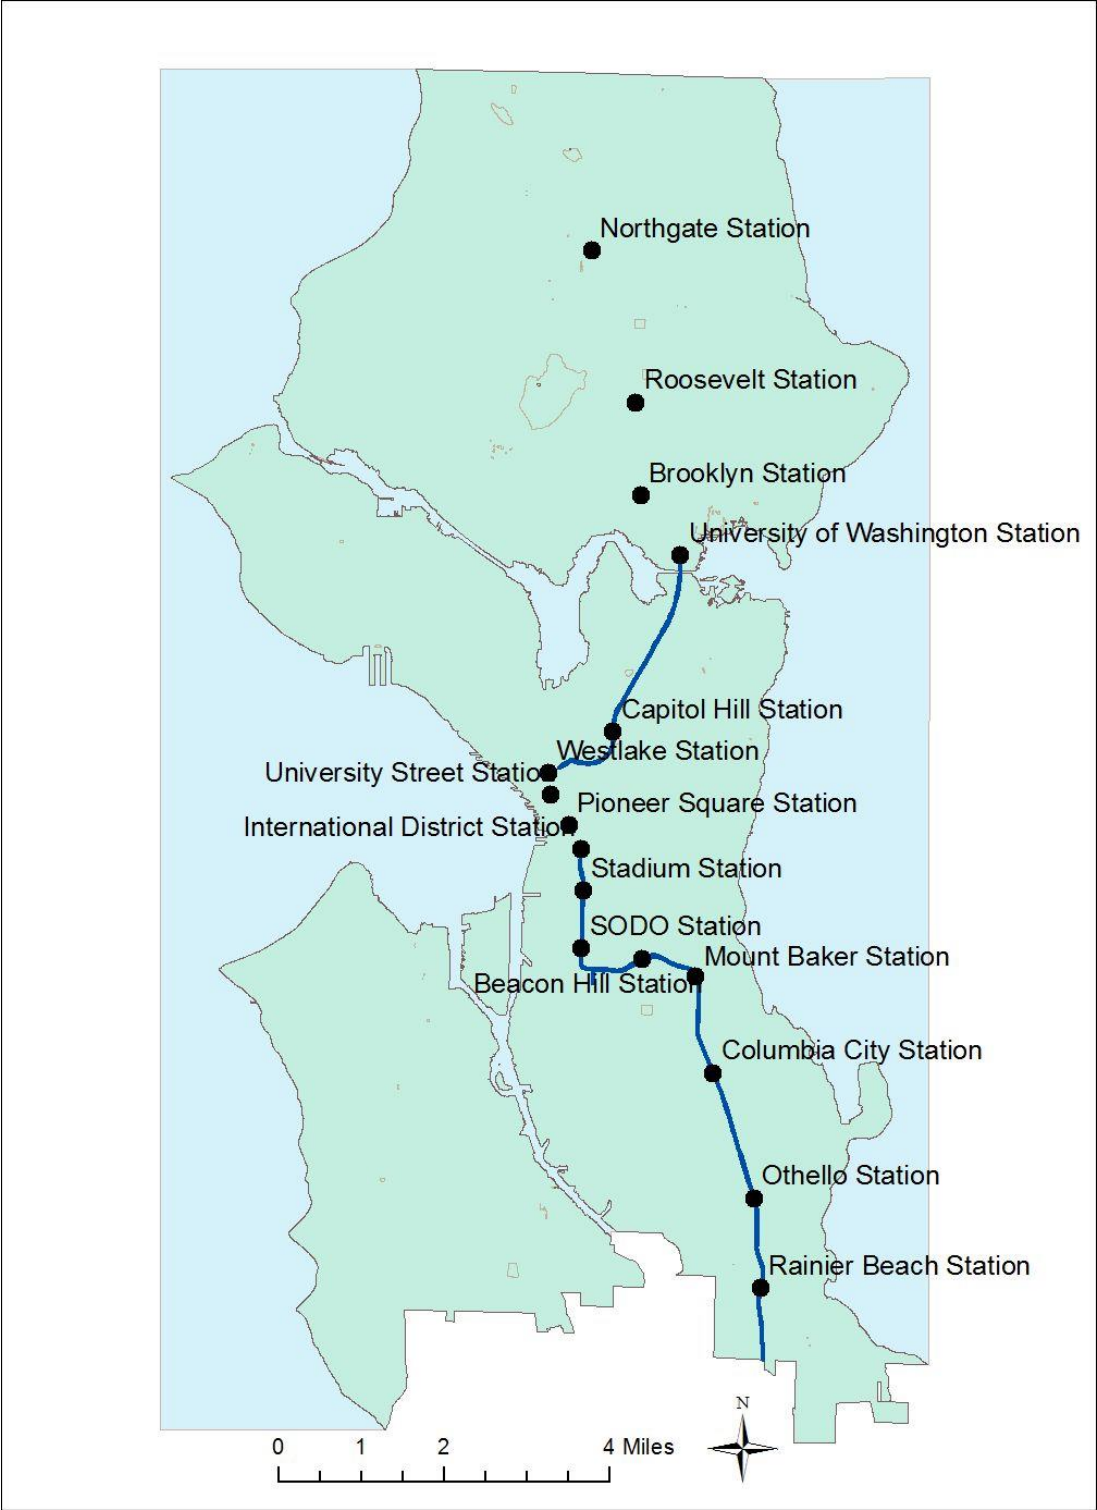 Northgate Station
Roosevelt Station
Brooklyn Station
University of Washington Station
Capitol Hill Station
Westlake Station
University Street Station
Pioneer Square Station
International District Station
Stadium Station
SODO Station
Mount Baker Station
Beacon Hill Station
Columbia City Station
Othello Station
Rainier Beach Station
N
0 1 2 4 Miles